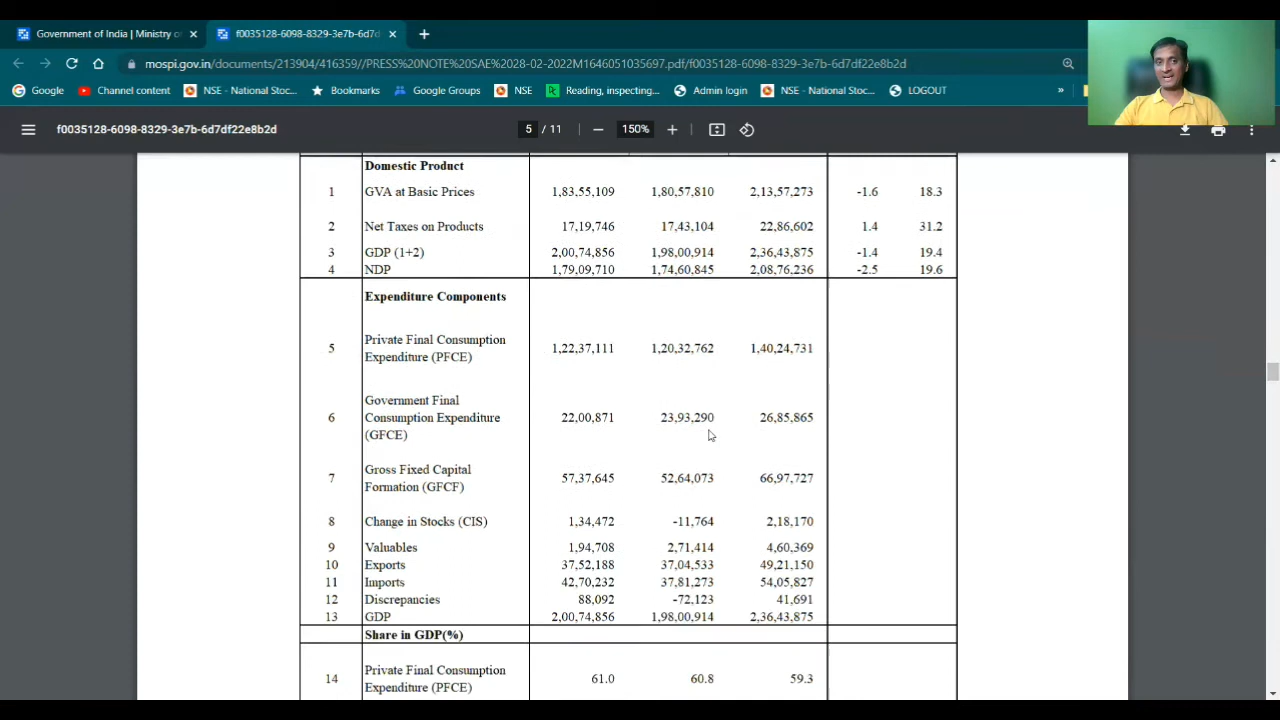 Government of India | Ministry o
f0035128-6098-8329-3e7b-6d7d
mospi.gov.in/documents/213904/416359//PRESS%20NOTE%20SAE%2028-02-2022M1646051035697.pdf/f0035128-6098-8329-3e7b-6d7df22e8b2d
Google Channel content NSE - National Stoc... Bookmarks Google Groups NSE Reading, inspecting... Admin login NSE - National Stoc... LOGOUT »
f0035128-6098-8329-3e7b-6d7df22e8b2d 5 / 11 − 150% +
Domestic Product
1 GVA at Basic Prices 1,83,55,109 1,80,57,810 2,13,57,273 -1.6 18.3
2 Net Taxes on Products 17,19,746 17,43,104 22,86,602 1.4 31.2
3 GDP (1+2) 2,00,74,856 1,98,00,914 2,36,43,875 -1.4 19.4
4 NDP 1,79,09,710 1,74,60,845 2,08,76,236 -2.5 19.6
Expenditure Components
Private Final Consumption
5 Expenditure (PFCE) 1,22,37,111 1,20,32,762 1,40,24,731
Government Final
6 Consumption Expenditure 22,00,871 23,93,290 26,85,865
(GFCE)
Gross Fixed Capital
7 Formation (GFCF) 57,37,645 52,64,073 66,97,727
8 Change in Stocks (CIS) 1,34,472 -11,764 2,18,170
9 Valuables 1,94,708 2,71,414 4,60,369
10 Exports 37,52,188 37,04,533 49,21,150
11 Imports 42,70,232 37,81,273 54,05,827
12 Discrepancies 88,092 -72,123 41,691
13 GDP 2,00,74,856 1,98,00,914 2,36,43,875
Share in GDP(%)
Private Final Consumption
14 Expenditure (PFCE) 61.0 60.8 59.3